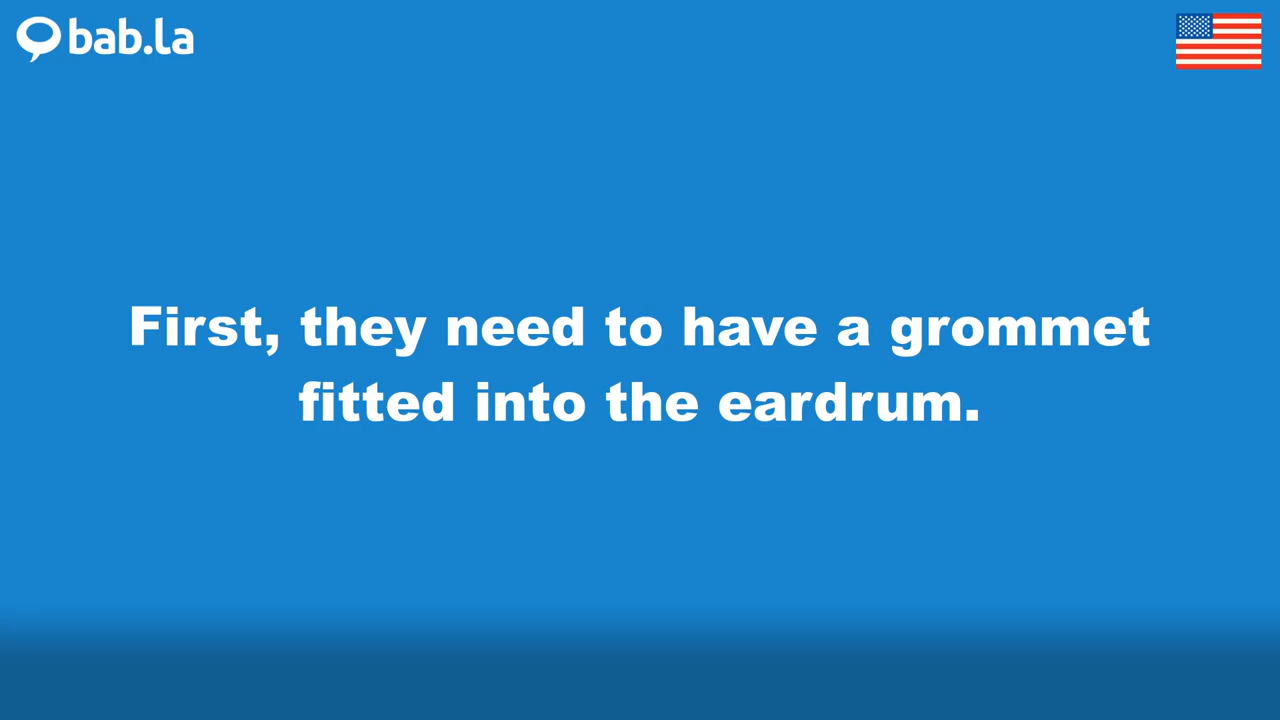 bab.la
First, they need to have a grommet
fitted into the eardrum.